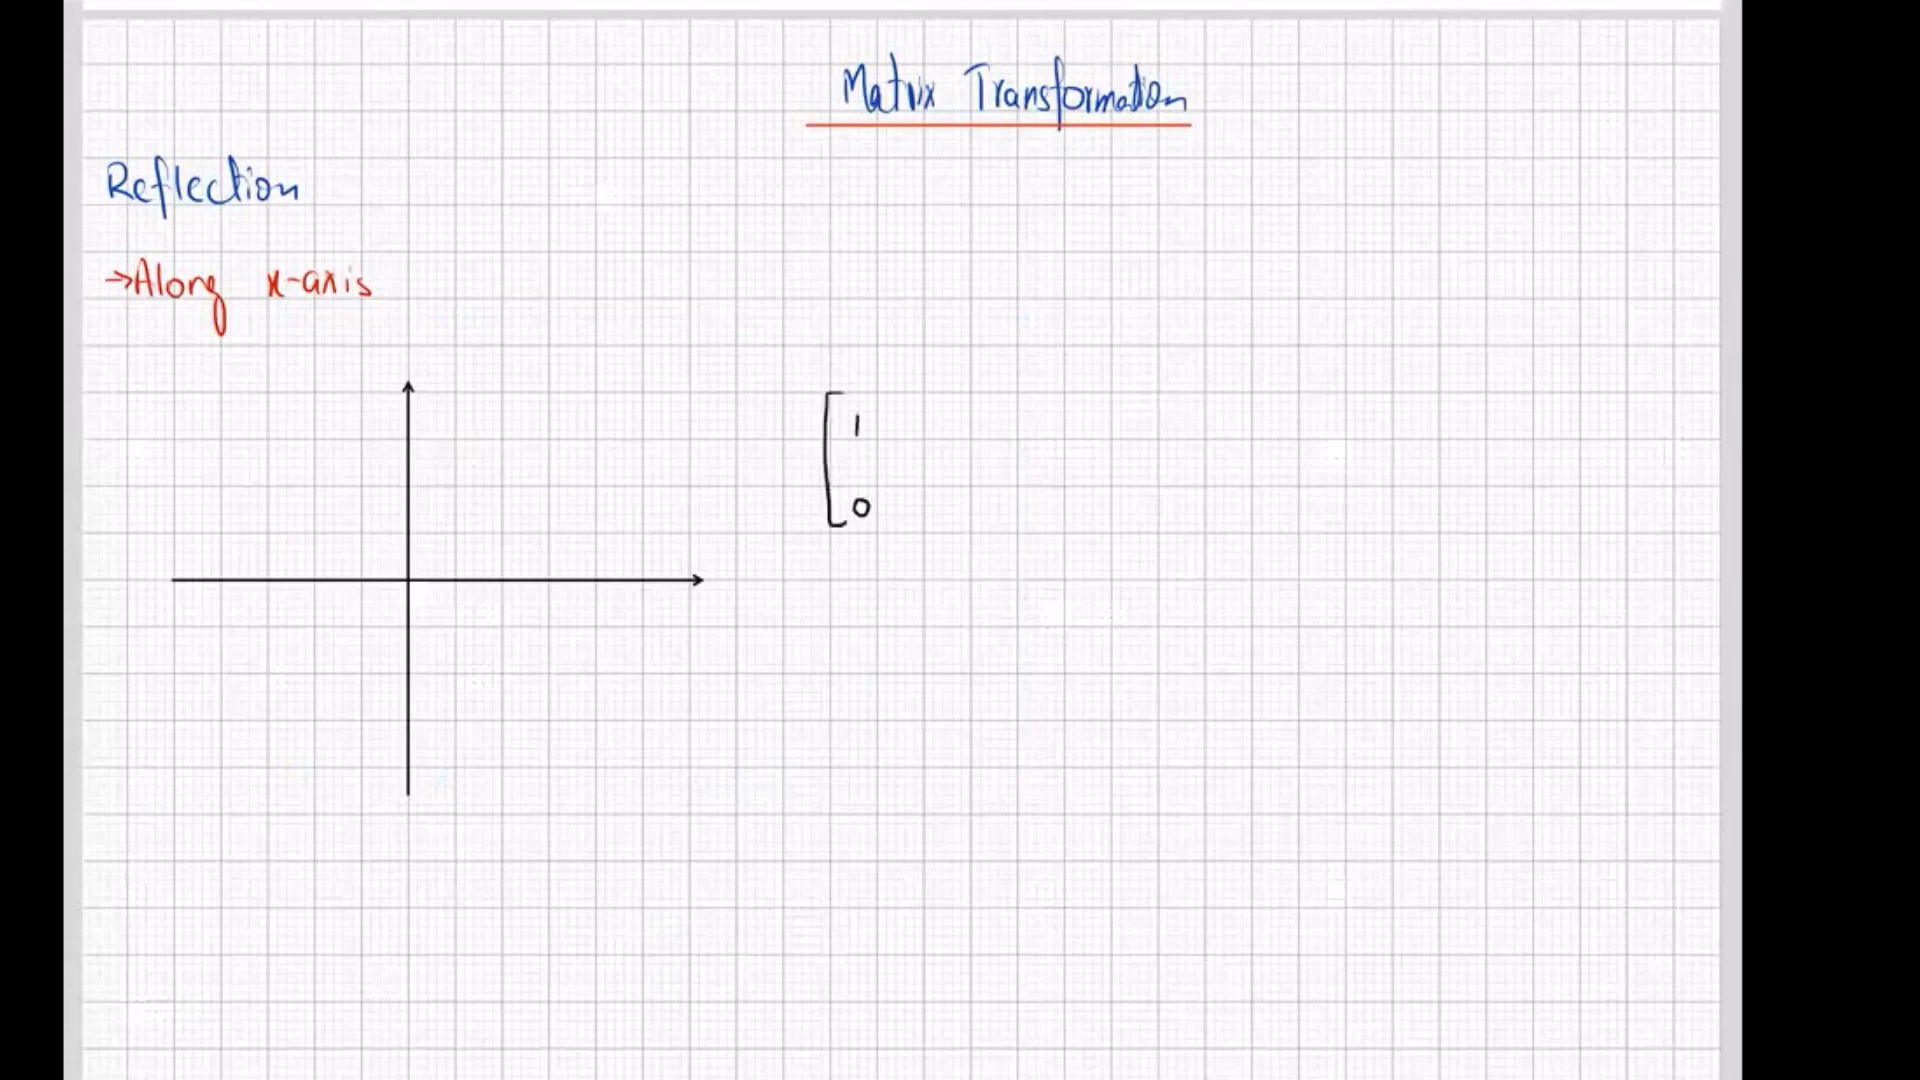 Matrix Transformation
Reflection
→Along x-axis
1
0